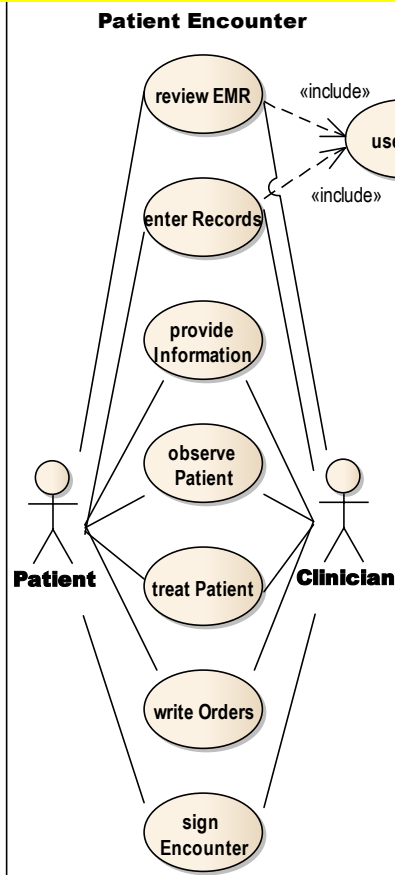 Patient Encounter
review EMR
«include»
use
enter Records
«include»
provide
Information
observe
Patient
Patient
treat Patient
Clinician
write Orders
sign
Encounter